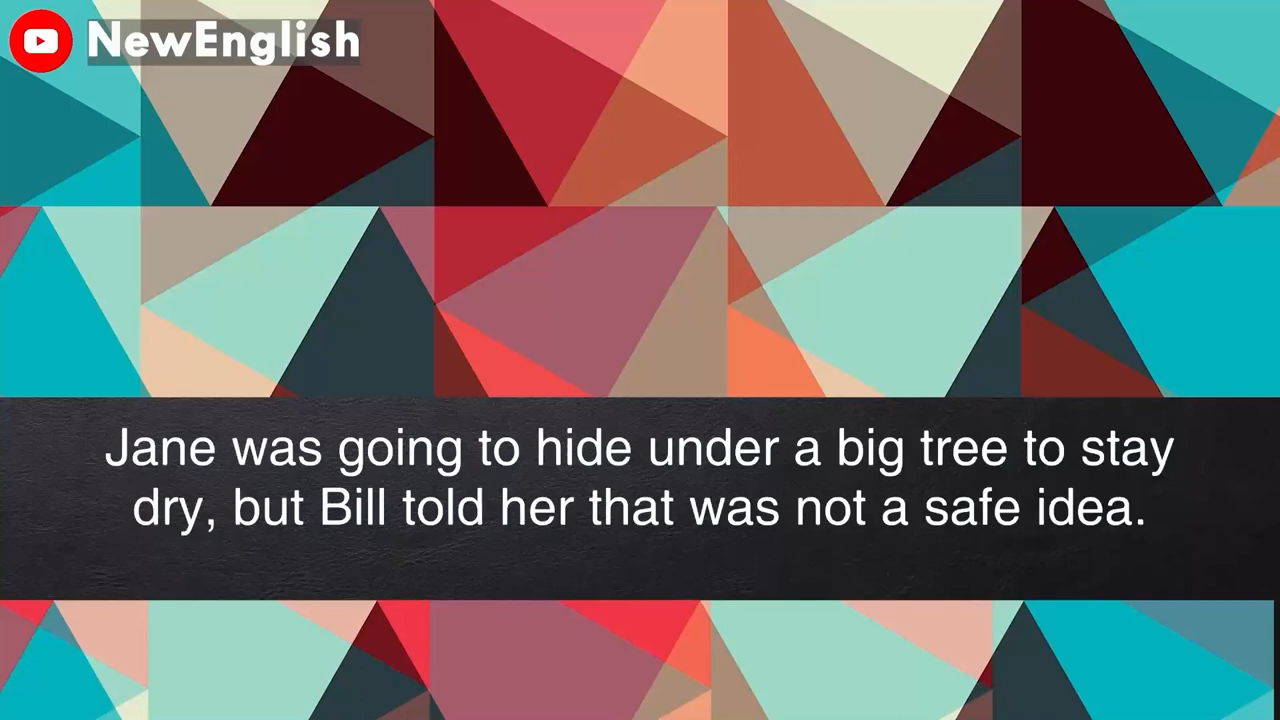 NewEnglish
Jane was going to hide under a big tree to stay
dry, but Bill told her that was not a safe idea.